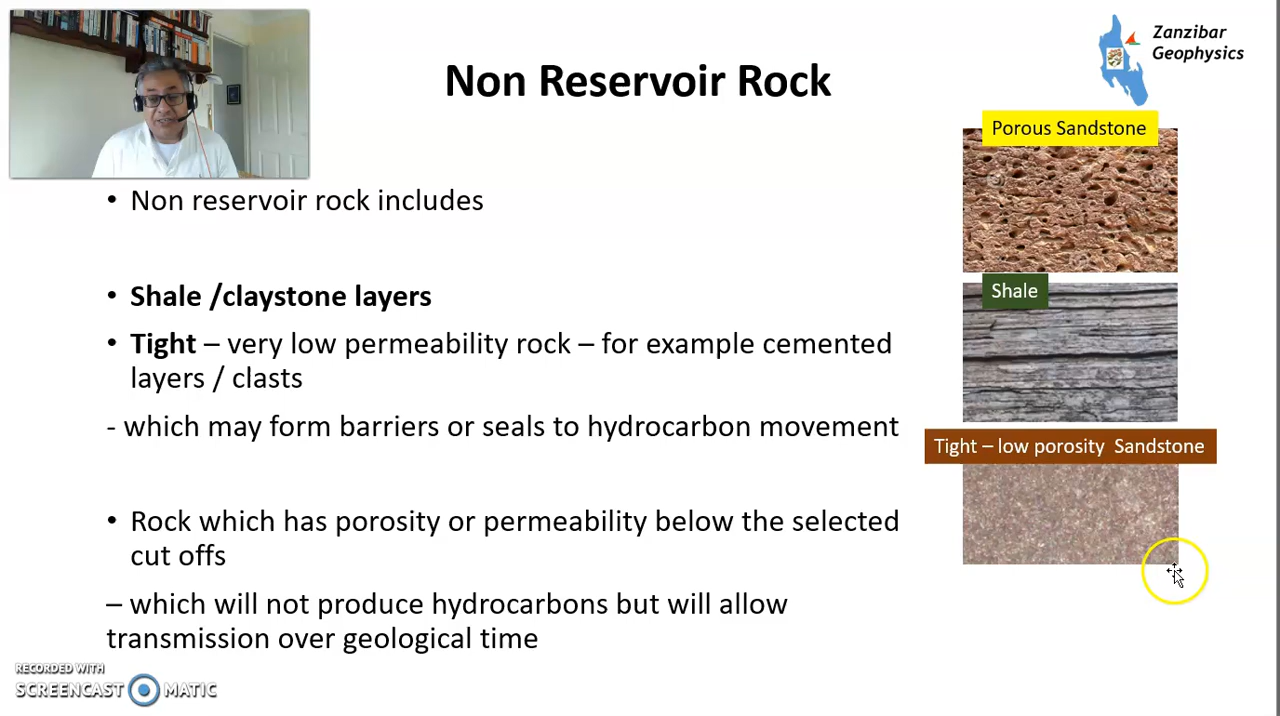 Zanzibar
Geophysics
Non Reservoir Rock
• Non reservoir rock includes
• Shale /claystone layers
• Tight – very low permeability rock – for example cemented
layers / clasts
- which may form barriers or seals to hydrocarbon movement
• Rock which has porosity or permeability below the selected
cut offs
– which will not produce hydrocarbons but will allow
transmission over geological time
Porous Sandstone
Shale
Tight – low porosity Sandstone
RECORDED WITH
SCREENCAST MATIC